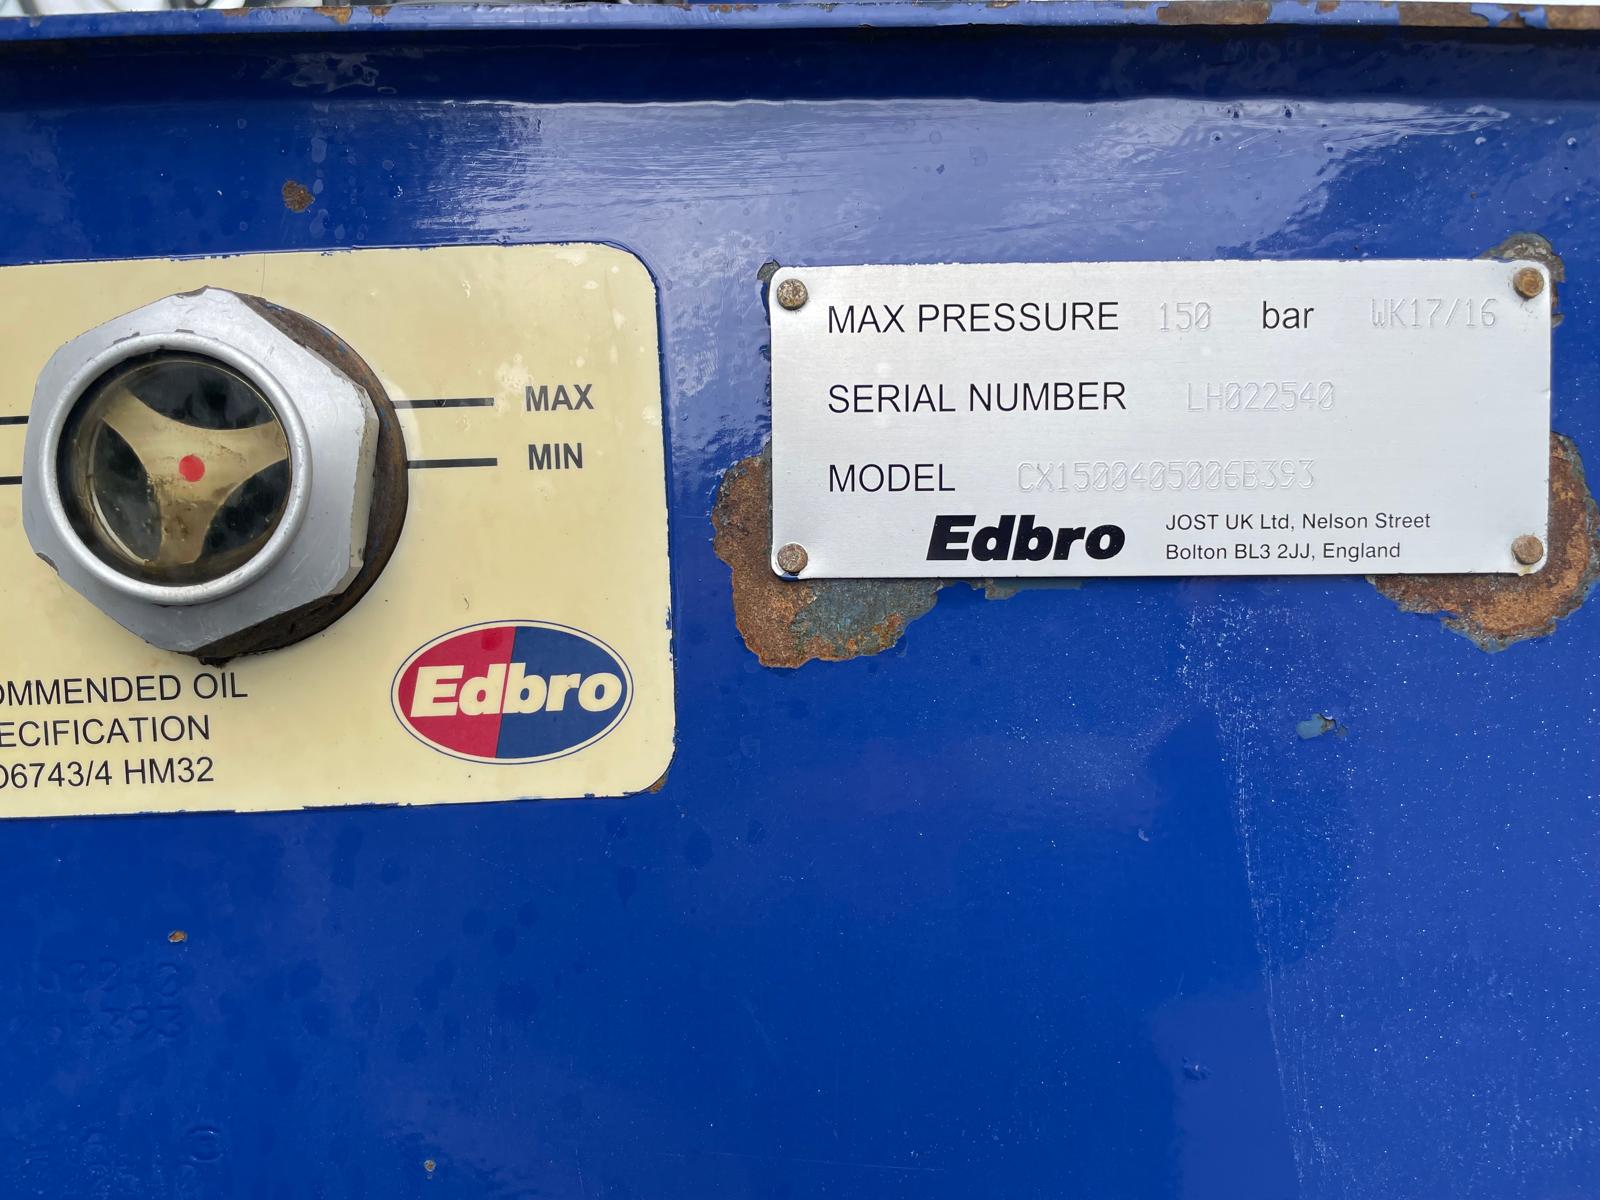 MAX
MIN
OMMENDED OIL
ECIFICATION
O6743/4 HM32
Edbro
MAX PRESSURE 150 bar WK17/16
SERIAL NUMBER LH022540
MODEL CX1500405006B393
Edbro
JOST UK Ltd, Nelson Street
Bolton BL3 2JJ, England